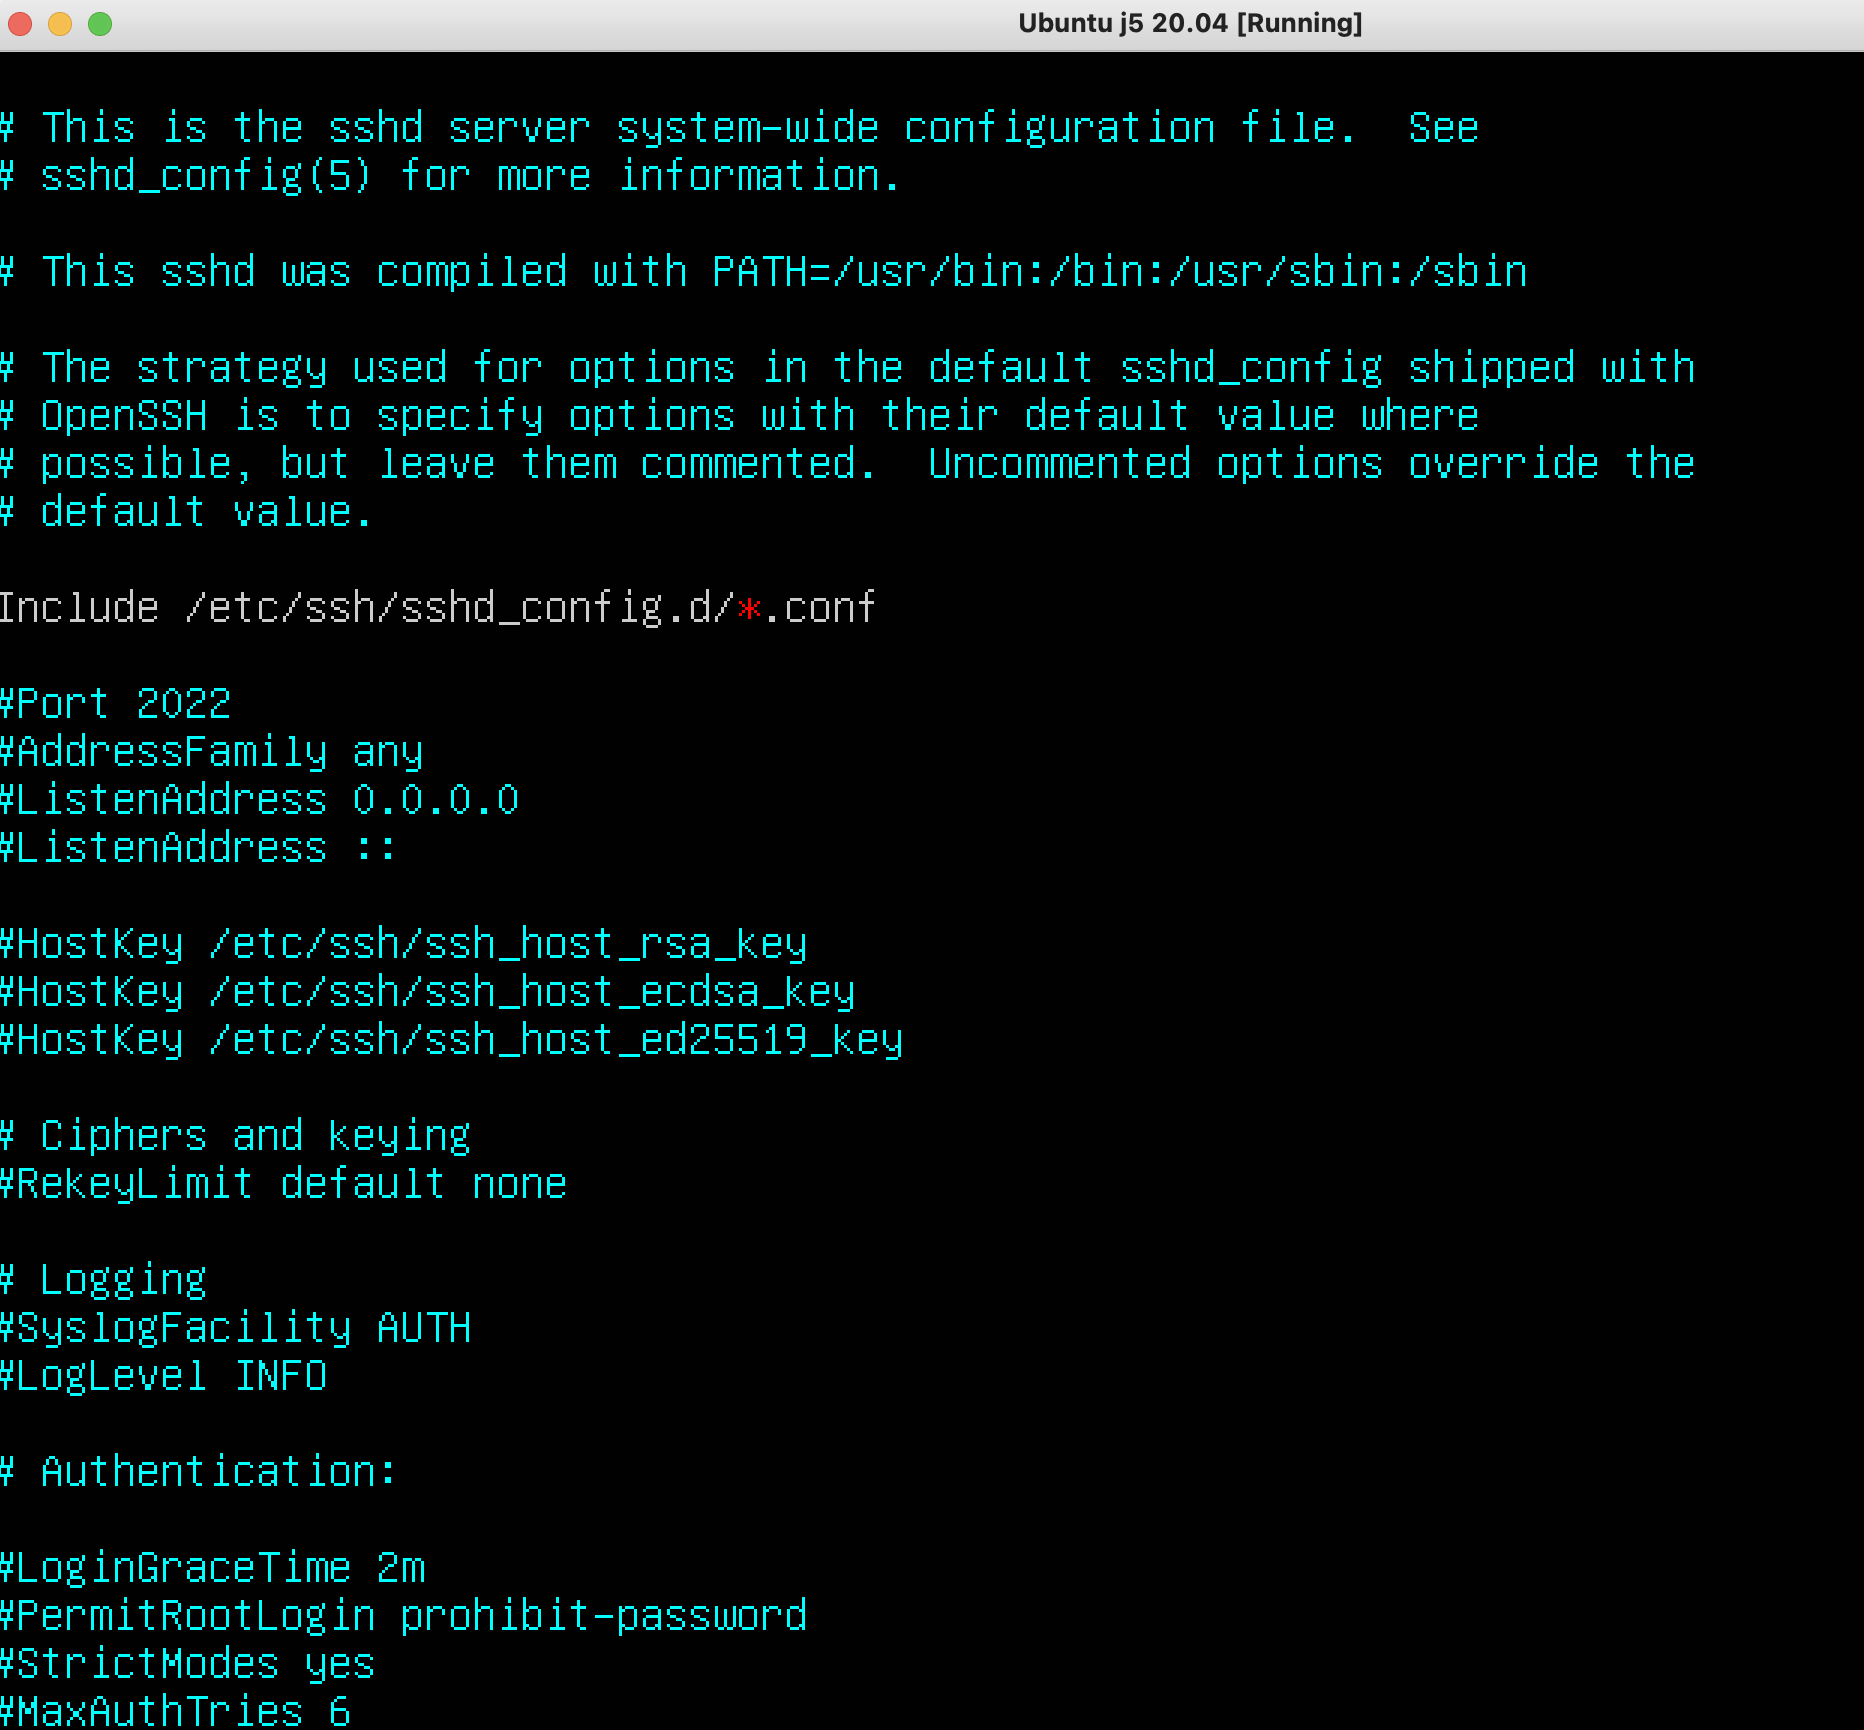 Ubuntu j5 20.04 [Running]
# This is the sshd server system-wide configuration file.  See
# sshd_config(5) for more information.
# This sshd was compiled with PATH=/usr/bin:/bin:/usr/sbin:/sbin
# The strategy used for options in the default sshd_config shipped with
# OpenSSH is to specify options with their default value where
# possible, but leave them commented.  Uncommented options override the
# default value.
Include /etc/ssh/sshd_config.d/*.conf
#Port 2022
#AddressFamily any
#ListenAddress 0.0.0.0
#ListenAddress ::
#HostKey /etc/ssh/ssh_host_rsa_key
#HostKey /etc/ssh/ssh_host_ecdsa_key
#HostKey /etc/ssh/ssh_host_ed25519_key
# Ciphers and keying
#RekeyLimit default none
# Logging
#SyslogFacility AUTH
#LogLevel INFO
# Authentication:
#LoginGraceTime 2m
#PermitRootLogin prohibit-password
#StrictModes yes
#MaxAuthTries 6